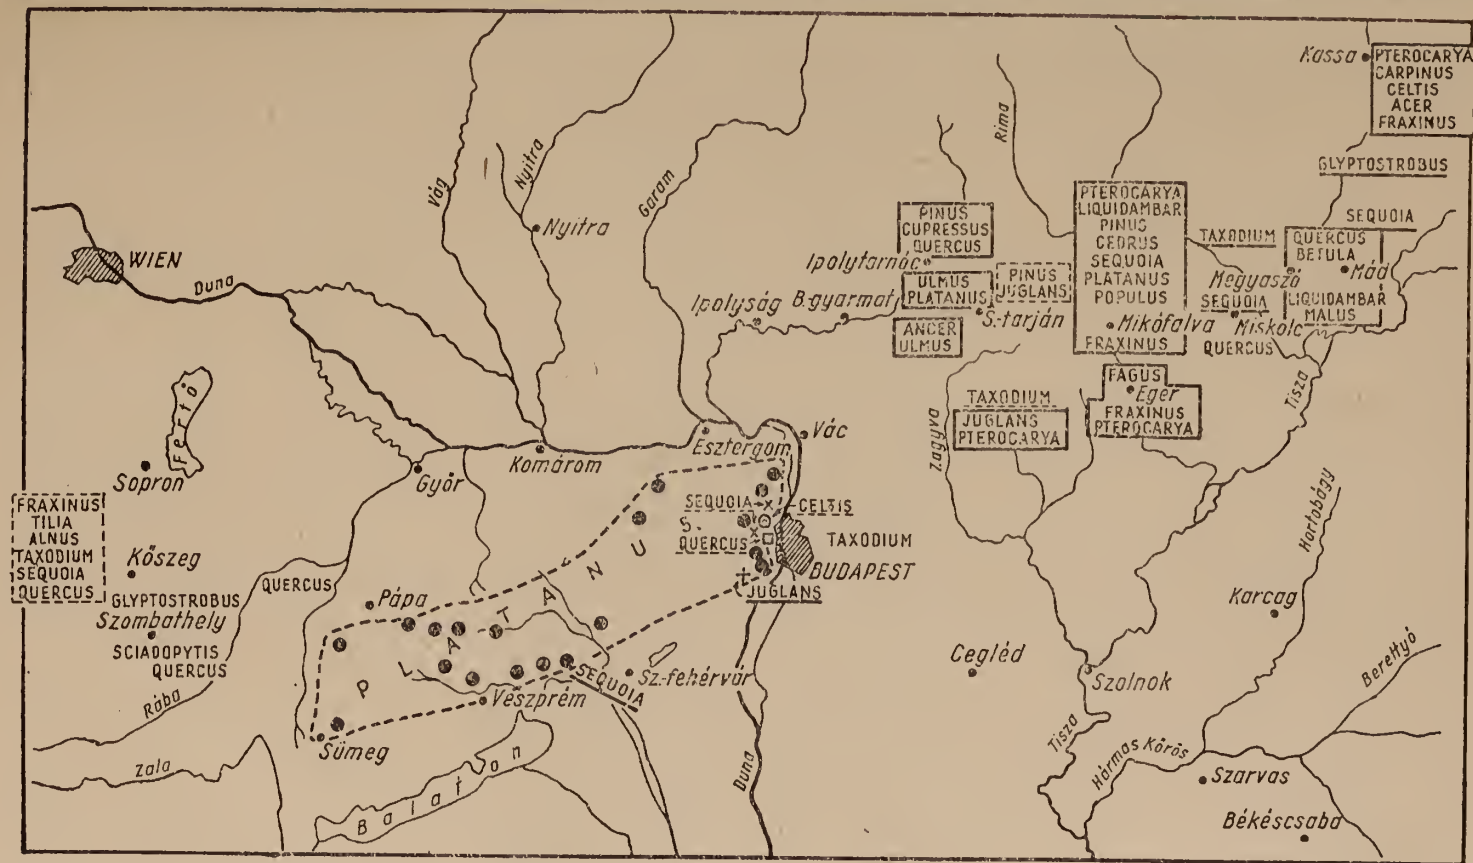 Kassa
PTEROCARYA
CARPINUS
CELTIS
ACER
FRAXINUS
GLYPTOSTROBUS
SEQUOIA
Rima
Vág
Nyitra
Nyitra
Garam
PTEROCARYA
LIQUIDAMBAR
PINUS
CEDRUS
SEQUOIA
PLATANUS
POPULUS
Mikófalva
FRAXINUS
PINUS
CUPRESSUS
QUERCUS
TAXODIUM
QUERCUS
BETULA
Mád
Megyaszó
LIQUIDAMBAR
MALUS
SEQUOIA
Miskolc
QUERCUS
Ipolytarnóc
ULMUS
PLATANUS
PINUS
JUGLANS
S.-tarján
ANCER
ULMUS
Ipolyság
B.gyarmat
WIEN
Duna
FAGUS
Eger
FRAXINUS
PTEROCARYA
TAXODIUM
JUGLANS
PTEROCARYA
Tisza
Zagyva
Fertő
Sopron
Győr
Komárom
Esztergom
Vác
SEQUOIA
CELTIS
S.
QUERCUS
TAXODIUM
BUDAPEST
JUGLANS
Hortobágy
FRAXINUS
TILIA
ALNUS
TAXODIUM
SEQUOIA
QUERCUS
Kőszeg
QUERCUS
GLYPTOSTROBUS
Szombathely
SCIADOPYTIS
QUERCUS
Pápa
PLATANU
Karcag
Cegléd
Szolnok
Berettyó
SEQUOIA
Sz.-fehérvár
Veszprém
Rába
Sümeg
Zala
Balaton
Duna
Tisza
Hármas Körös
Szarvas
Békéscsaba